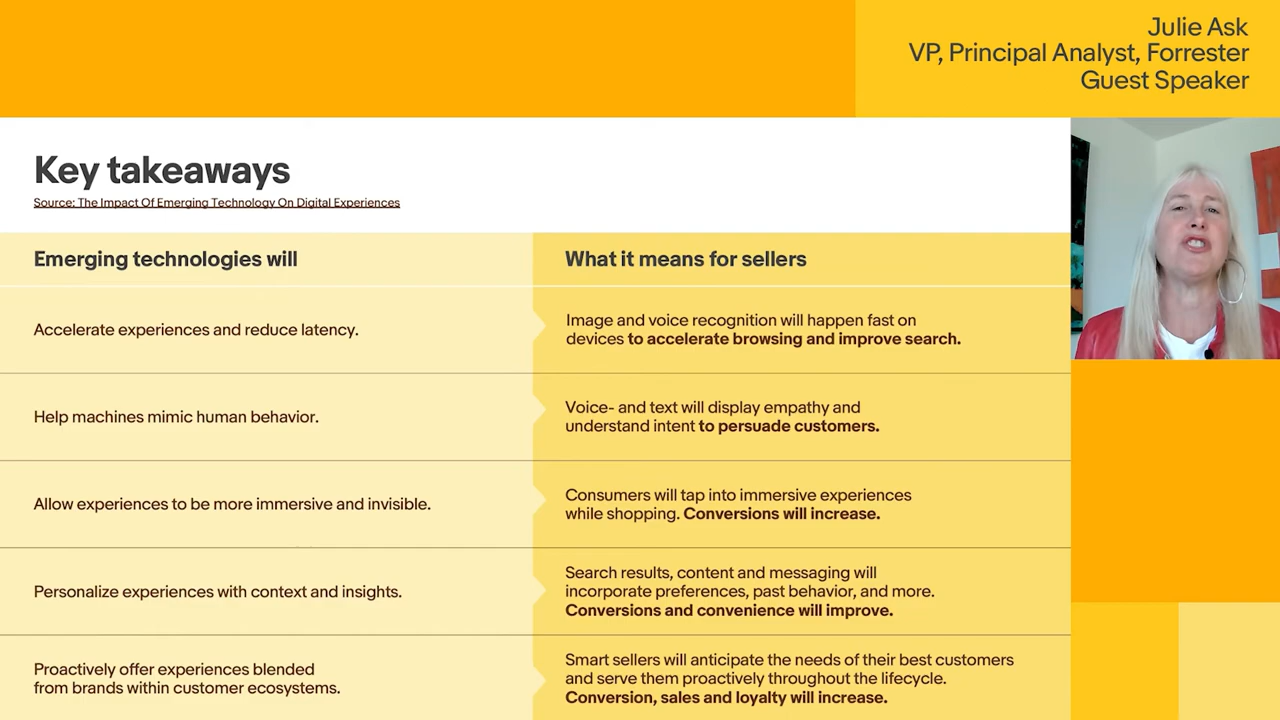 Julie Ask
VP, Principal Analyst, Forrester
Guest Speaker
Key takeaways
Source: The Impact Of Emerging Technology On Digital Experiences
Emerging technologies will
What it means for sellers
Accelerate experiences and reduce latency.
Image and voice recognition will happen fast on
devices to accelerate browsing and improve search.
Help machines mimic human behavior.
Voice- and text will display empathy and
understand intent to persuade customers.
Allow experiences to be more immersive and invisible.
Consumers will tap into immersive experiences
while shopping. Conversions will increase.
Personalize experiences with context and insights.
Search results, content and messaging will
incorporate preferences, past behavior, and more.
Conversions and convenience will improve.
Proactively offer experiences blended
from brands within customer ecosystems.
Smart sellers will anticipate the needs of their best customers
and serve them proactively throughout the lifecycle.
Conversion, sales and loyalty will increase.